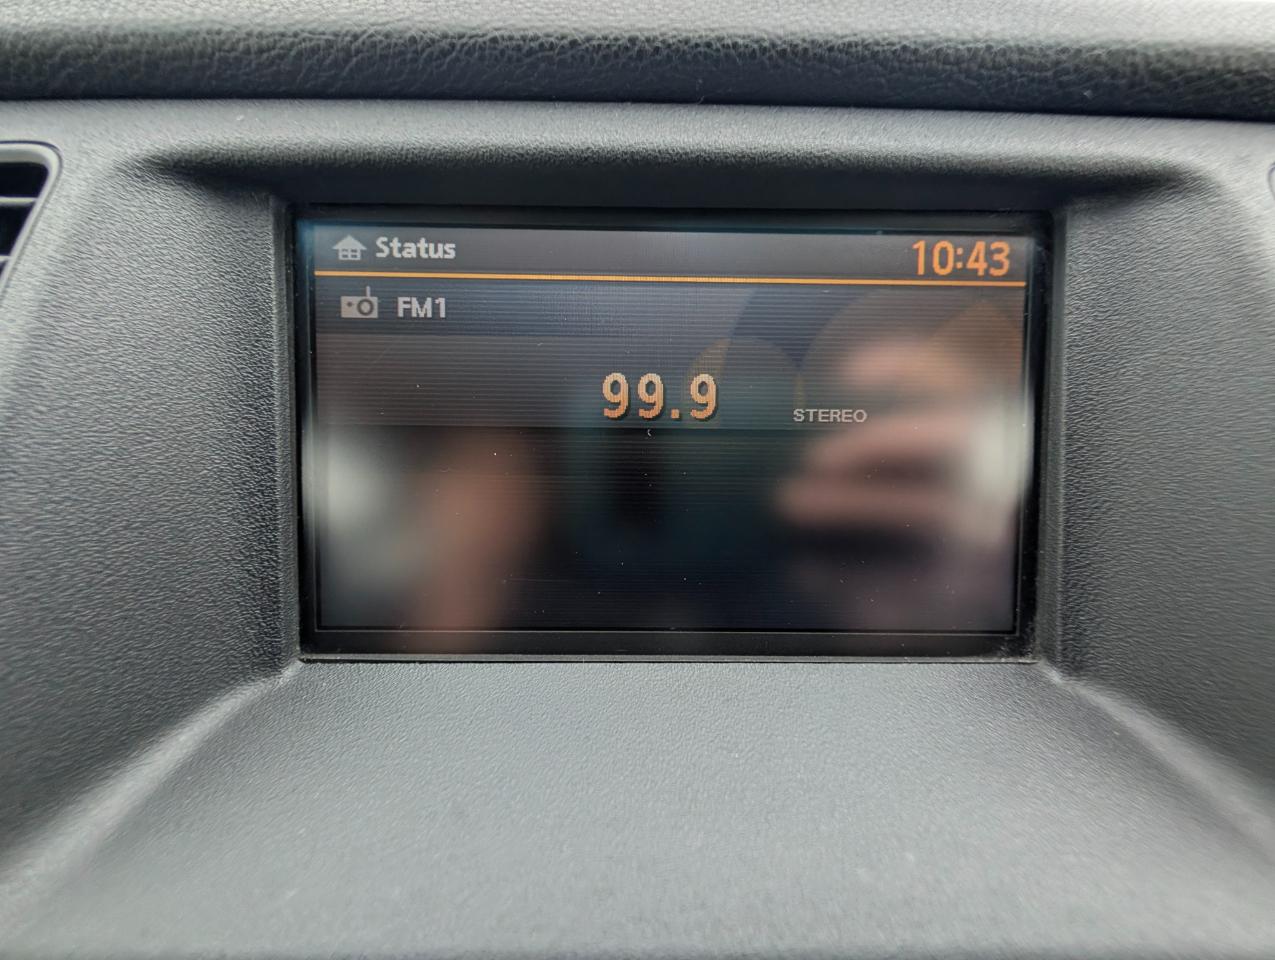 Status 10:43
FM1
99.9 STEREO